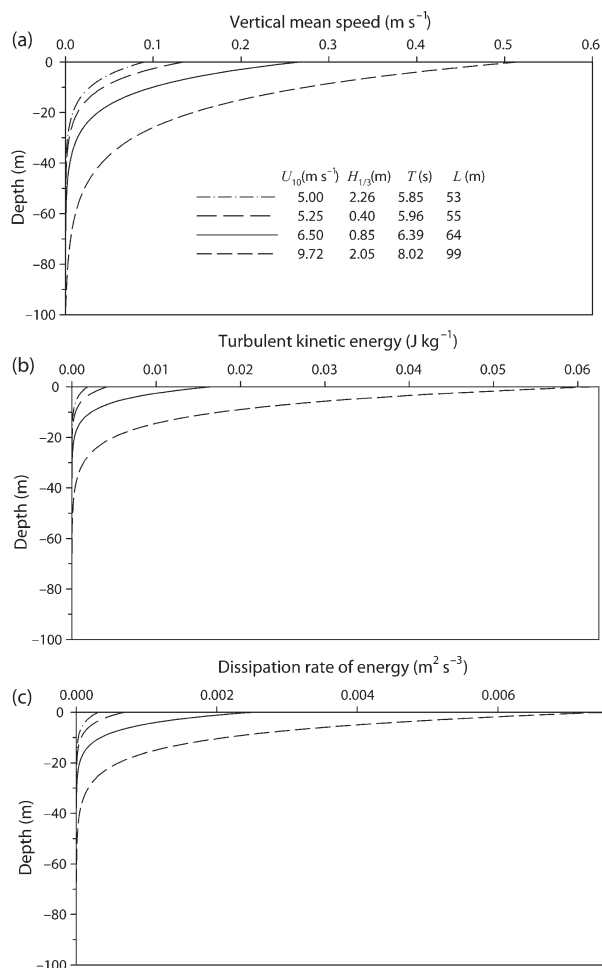 Vertical mean speed (m s⁻¹)
(a)
0.0 0.1 0.2 0.3 0.4 0.5 0.6
0
−20
−40
−60
−80
−100
Depth (m)
U₁₀(m s⁻¹) H₁/₃(m) T (s) L (m)
5.00 2.26 5.85 53
5.25 0.40 5.96 55
6.50 0.85 6.39 64
9.72 2.05 8.02 99
Turbulent kinetic energy (J kg⁻¹)
(b)
0.00 0.01 0.02 0.03 0.04 0.05 0.06
0
−20
−40
−60
−80
−100
Depth (m)
Dissipation rate of energy (m² s⁻³)
(c)
0.000 0.002 0.004 0.006
0
−20
−40
−60
−80
−100
Depth (m)